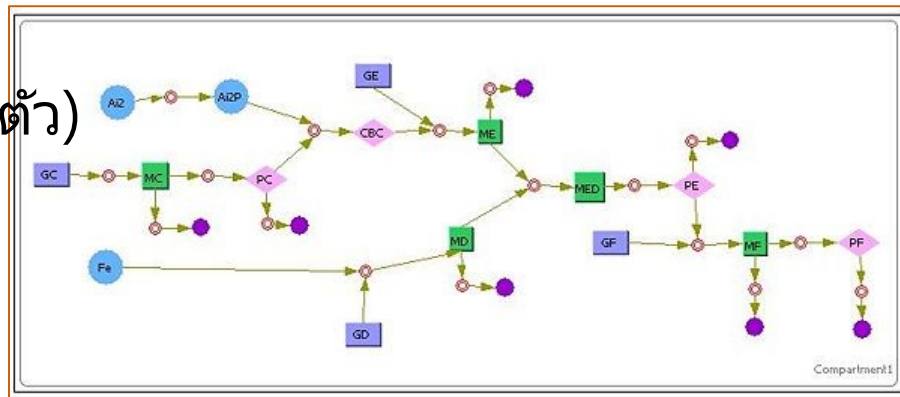 GE
Ai2
Ai2P
ตัว)
CBC
ME
GC
MC
PC
MED
PE
MD
GF
MF
PF
Fe
GD
Compartment1